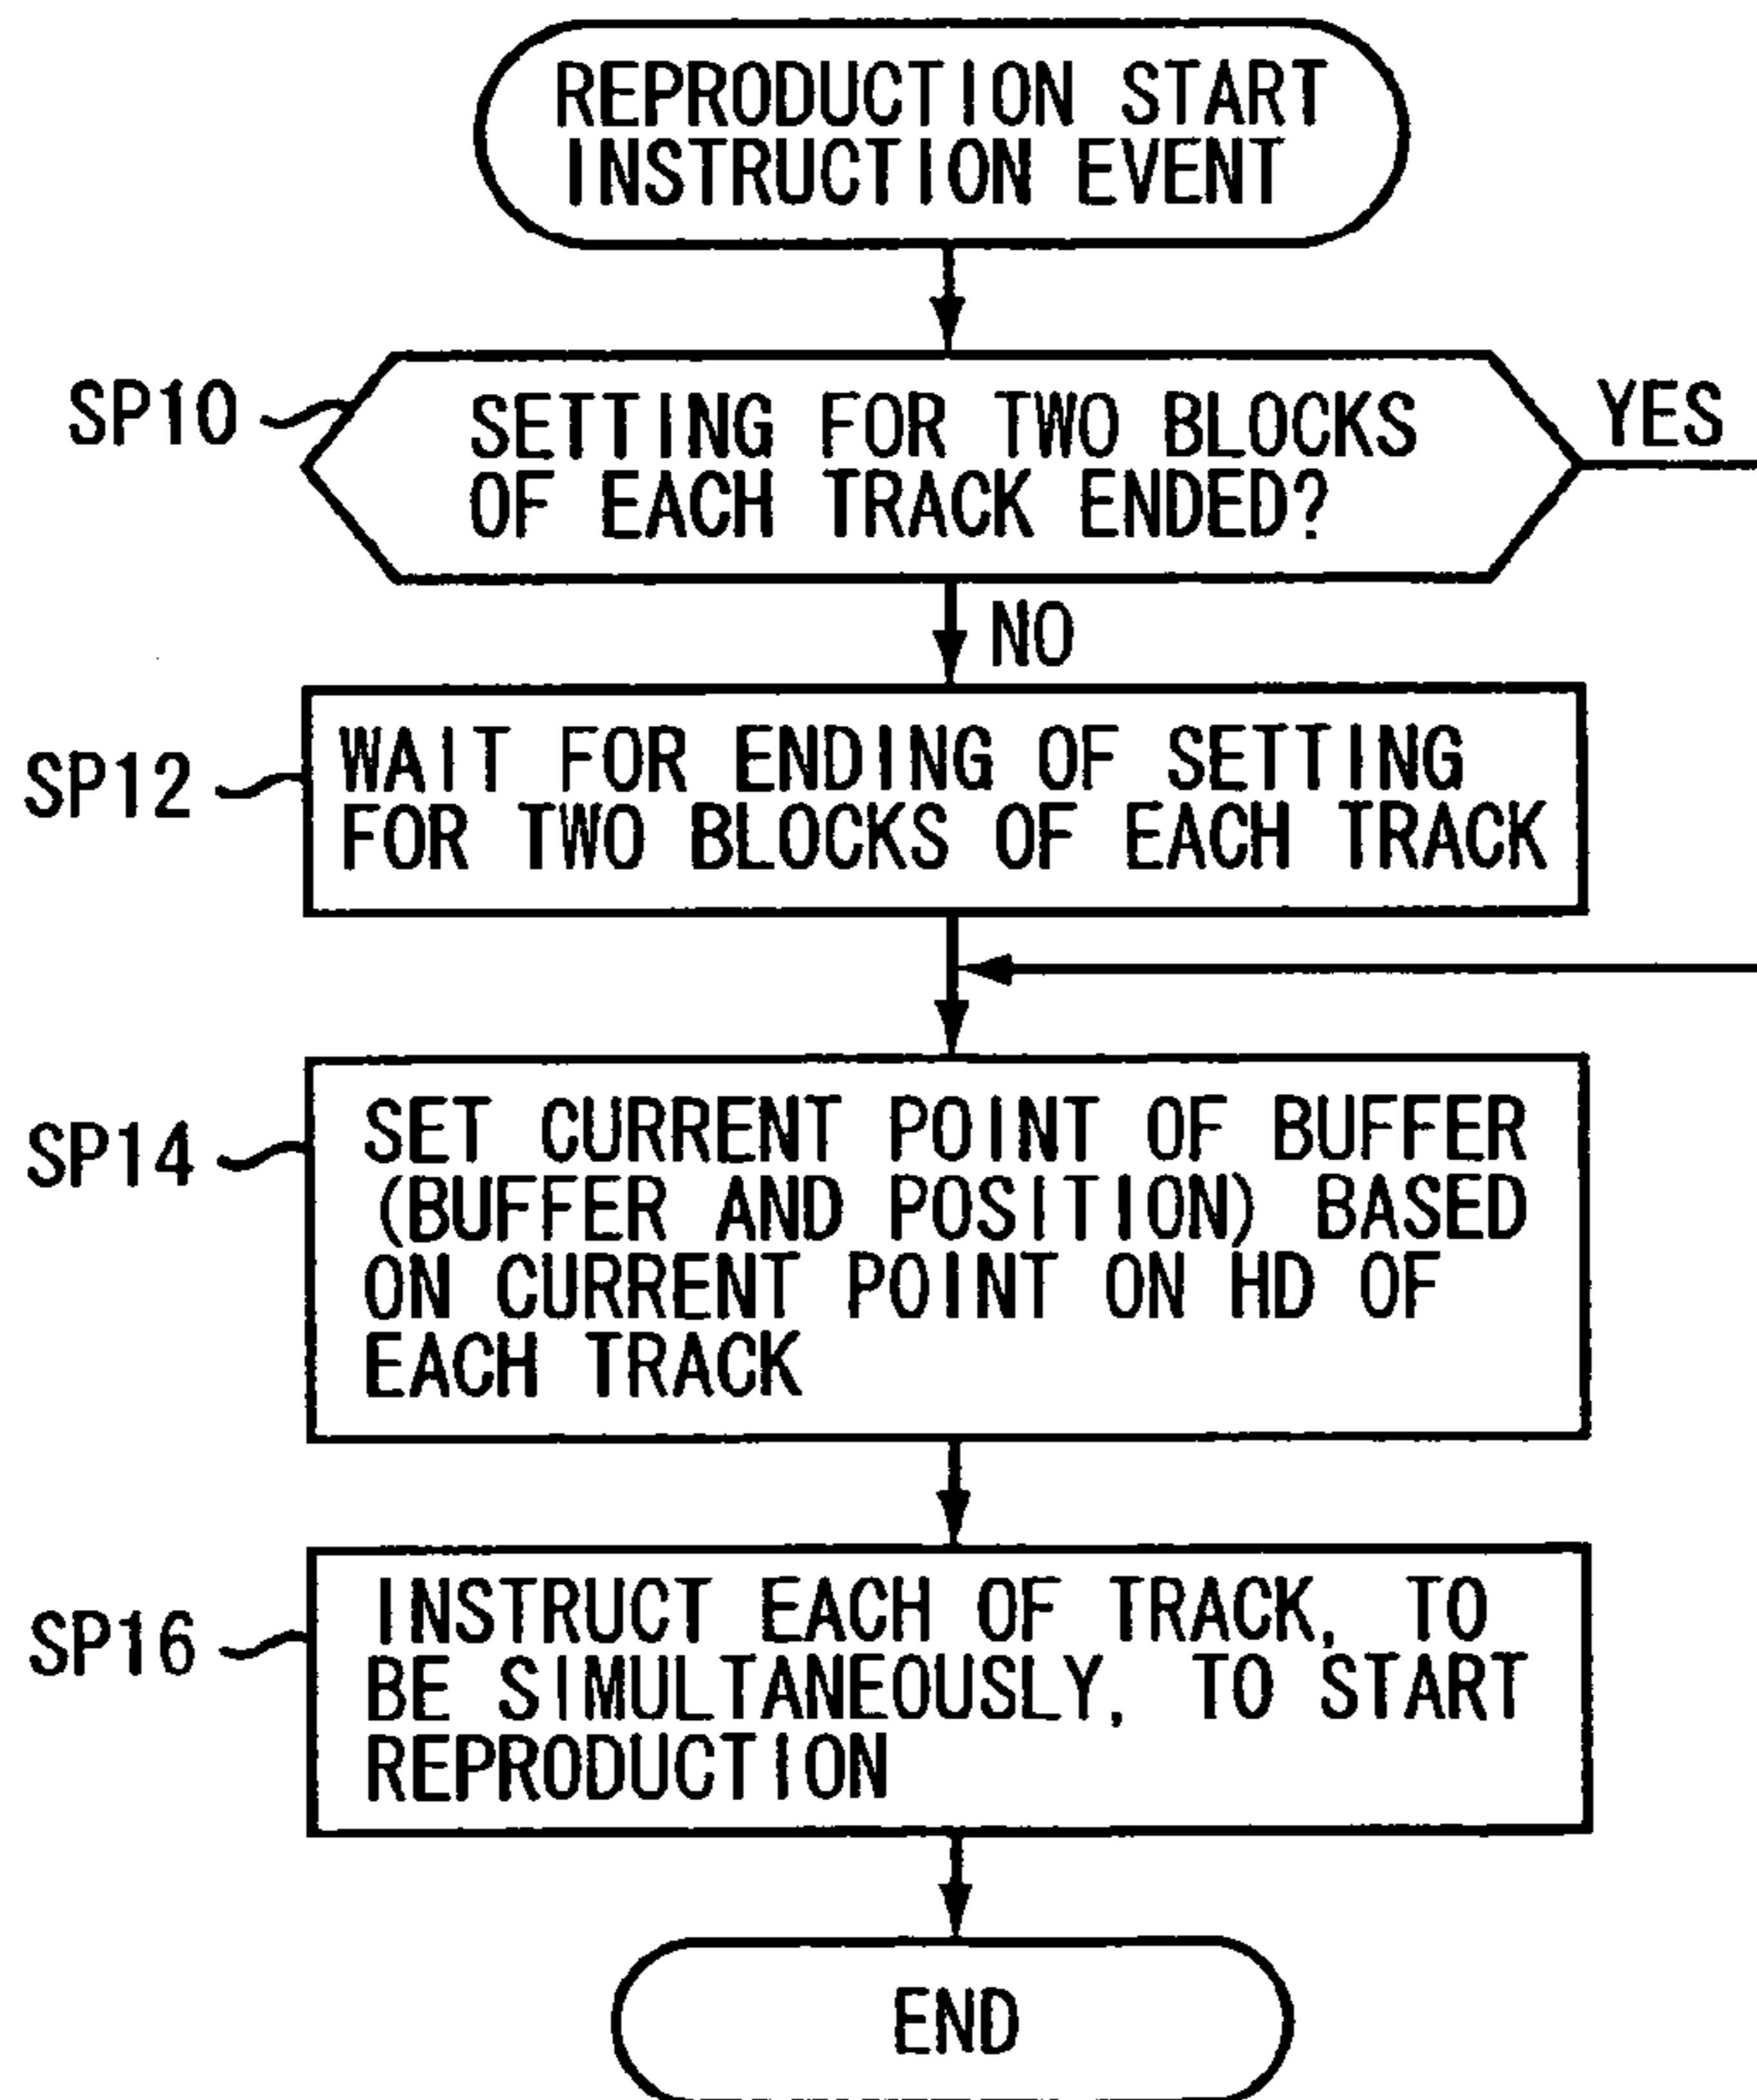 REPRODUCTION START
INSTRUCTION EVENT
SP10
SETTING FOR TWO BLOCKS
OF EACH TRACK ENDED?
YES
NO
SP12
WAIT FOR ENDING OF SETTING
FOR TWO BLOCKS OF EACH TRACK
SP14
SET CURRENT POINT OF BUFFER
(BUFFER AND POSITION) BASED
ON CURRENT POINT ON HD OF
EACH TRACK
SP16
INSTRUCT EACH OF TRACK, TO
BE SIMULTANEOUSLY, TO START
REPRODUCTION
END